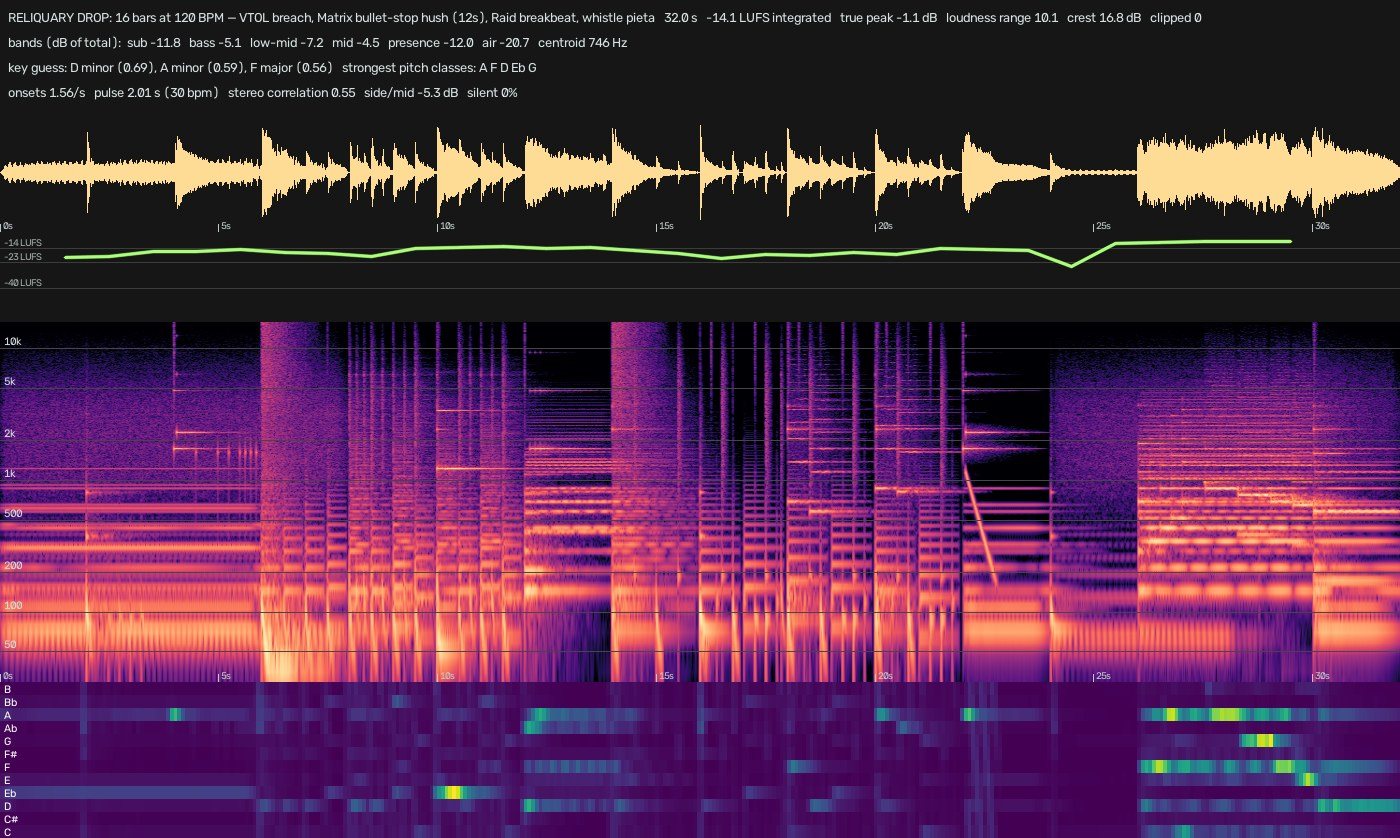 RELIQUARY DROP: 16 bars at 120 BPM — VTOL breach, Matrix bullet-stop hush (12s), Raid breakbeat, whistle pieta 32.0 s -14.1 LUFS integrated true peak -1.1 dB loudness range 10.1 crest 16.8 dB clipped 0
bands (dB of total): sub -11.8 bass -5.1 low-mid -7.2 mid -4.5 presence -12.0 air -20.7 centroid 746 Hz
key guess: D minor (0.69), A minor (0.59), F major (0.56) strongest pitch classes: A F D Eb G
onsets 1.56/s pulse 2.01 s (30 bpm) stereo correlation 0.55 side/mid -5.3 dB silent 0%
0s 5s 10s 15s 20s 25s 30s
-14 LUFS
-23 LUFS
-40 LUFS
10k
5k
2k
1k
500
200
100
50
0s 5s 10s 15s 20s 25s 30s
B
Bb
A
Ab
G
F#
F
E
Eb
D
C#
C